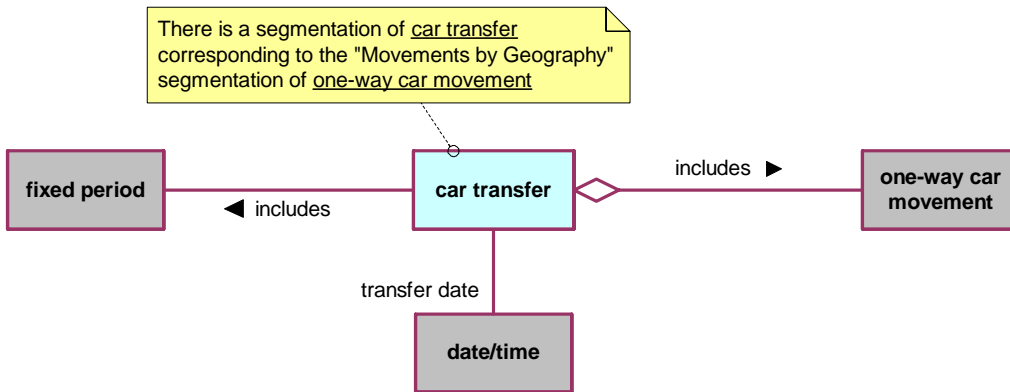 There is a segmentation of car transfer
corresponding to the "Movements by Geography"
segmentation of one-way car movement
fixed period
◀ includes
car transfer
includes ▶
one-way car
movement
transfer date
date/time